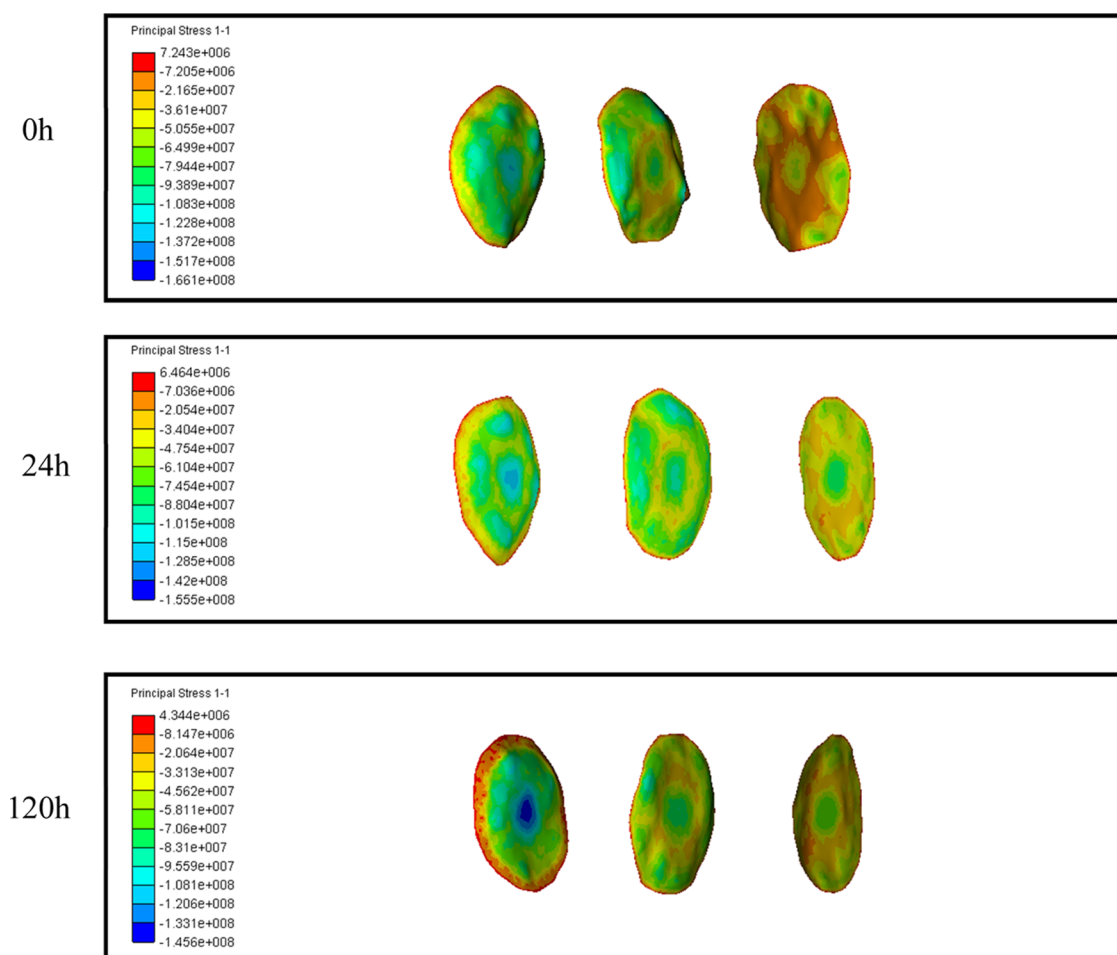 0h
Principal Stress 1-1
7.243e+006
-7.205e+006
-2.165e+007
-3.61e+007
-5.055e+007
-6.499e+007
-7.944e+007
-9.389e+007
-1.083e+008
-1.228e+008
-1.372e+008
-1.517e+008
-1.661e+008
24h
Principal Stress 1-1
6.464e+006
-7.036e+006
-2.054e+007
-3.404e+007
-4.754e+007
-6.104e+007
-7.454e+007
-8.804e+007
-1.015e+008
-1.15e+008
-1.285e+008
-1.42e+008
-1.555e+008
120h
Principal Stress 1-1
4.344e+006
-8.147e+006
-2.064e+007
-3.313e+007
-4.562e+007
-5.811e+007
-7.06e+007
-8.31e+007
-9.559e+007
-1.081e+008
-1.206e+008
-1.331e+008
-1.456e+008